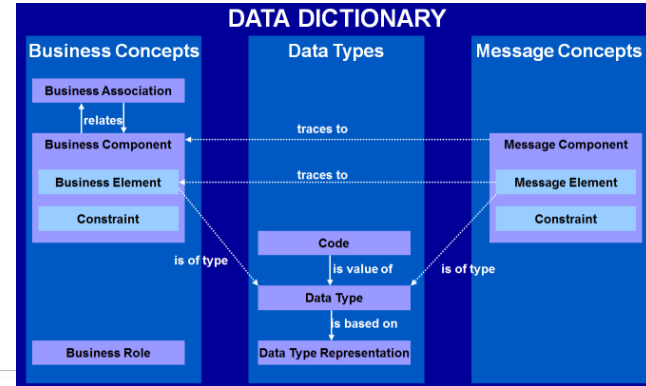 DATA DICTIONARY
Business Concepts
Business Association
relates
Business Component
Business Element
Constraint
is of type
Business Role
Data Types
traces to
traces to
Code
is value of
Data Type
is based on
Data Type Representation
Message Concepts
Message Component
Message Element
Constraint
is of type